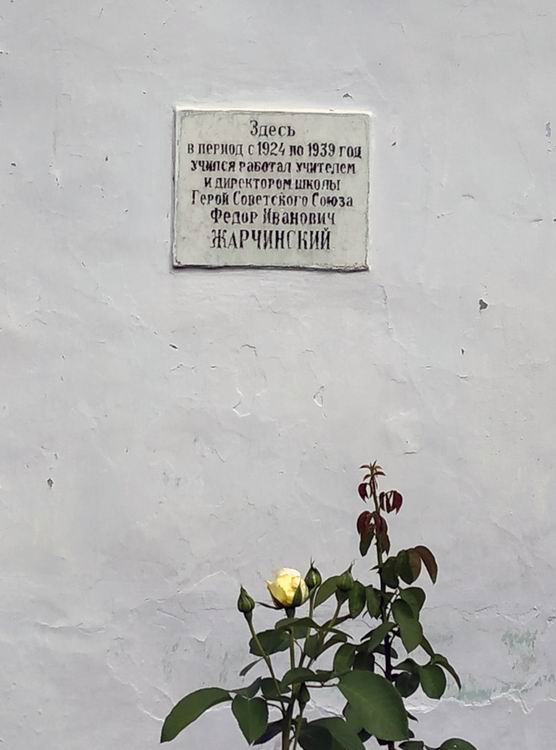 Здесь
в период с 1924 по 1939 год
учился работал учителем
и директором школы
Герой Советского Союза
Федор Иванович
ЖАРЧИНСКИЙ